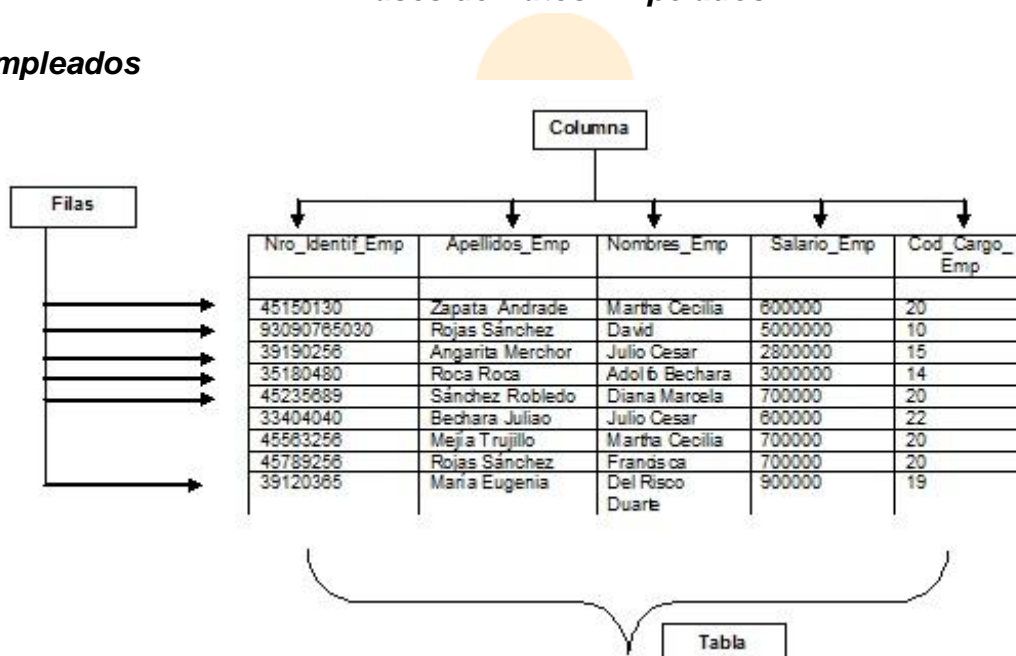 mpleados
Columna
Filas
Nro_Identif_Emp Apellidos_Emp Nombres_Emp Salario_Emp Cod_Cargo_
Emp
45150130 Zapata Andrade Martha Cecilia 600000 20
93090765030 Rojas Sánchez David 5000000 10
39190256 Angarita Merchor Julio Cesar 2800000 15
35180480 Roca Roca Adolfo Bechara 3000000 14
45235689 Sánchez Robledo Diana Marcela 700000 20
33404040 Bechara Juliao Julio Cesar 600000 22
45563256 Mejía Trujillo Martha Cecilia 700000 20
45789256 Rojas Sánchez Francisca 700000 20
39120365 María Eugenia Del Risco 900000 19
Duarte
Tabla